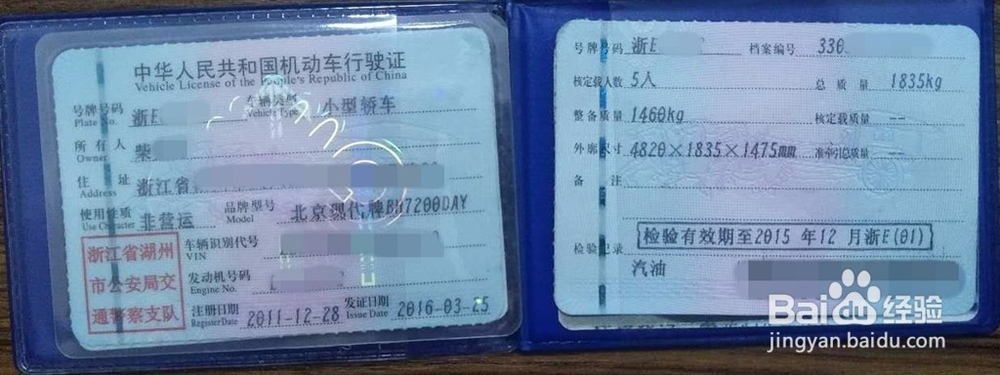 中华人民共和国机动车行驶证
Vehicle License of the People's Republic of China
号牌号码 浙E 车辆类型 小型轿车
Plate No. Vehicle Type
所有人 柴
Owner
住址 浙江省
Address
使用性质 非营运 品牌型号 北京现代牌BH7200DAY
Use Character Model
浙江省湖州
市公安局交
通警察支队
车辆识别代号
VIN
发动机号码
Engine No.
注册日期 2011-12-28 发证日期 2016-03-25
Register Date Issue Date
号牌号码 浙E 档案编号 330
核定载人数 5人 总质量 1835kg
整备质量 1460kg 核定载质量 --
外廓尺寸 4820×1835×1475mm 准牵引总质量 --
备注
检验记录 检验有效期至2015年12月浙E(01)
汽油
Baidu经验
jingyan.baidu.com